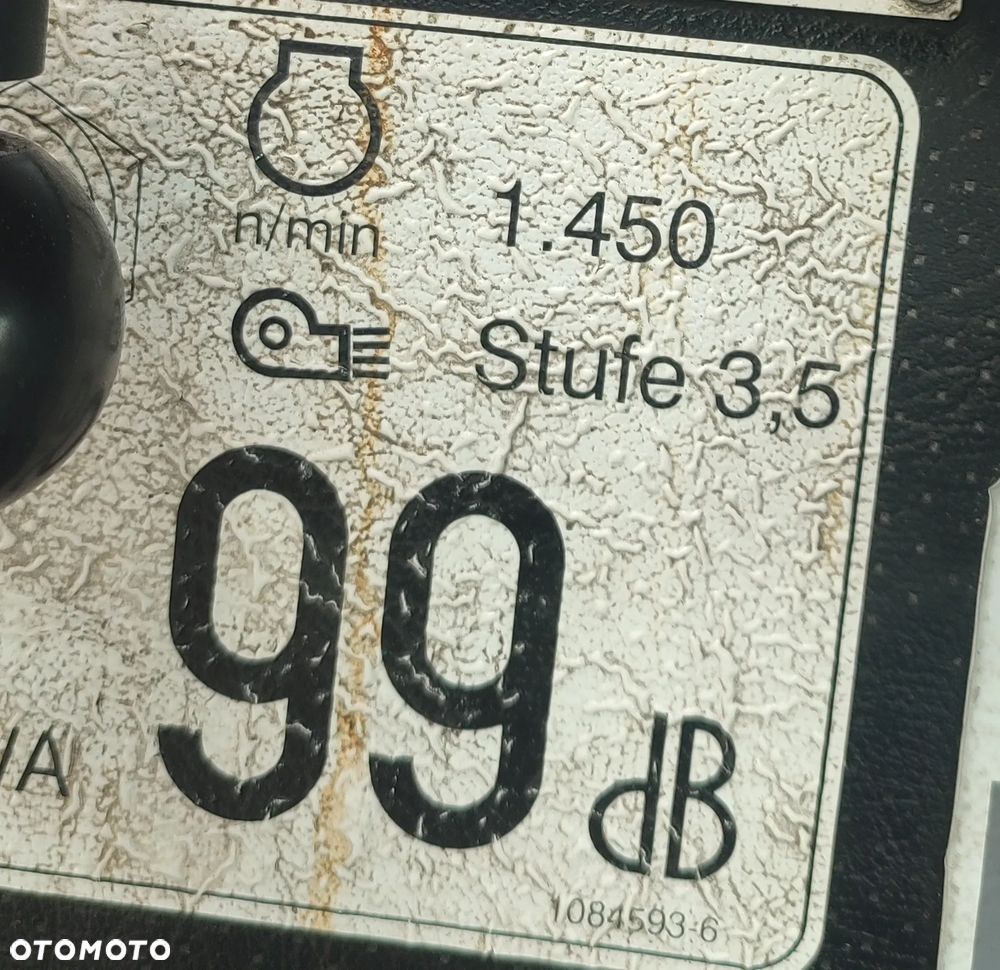 n/min 1.450
Stufe 3,5
/A 99 dB
1084593-6
OTOMOTO